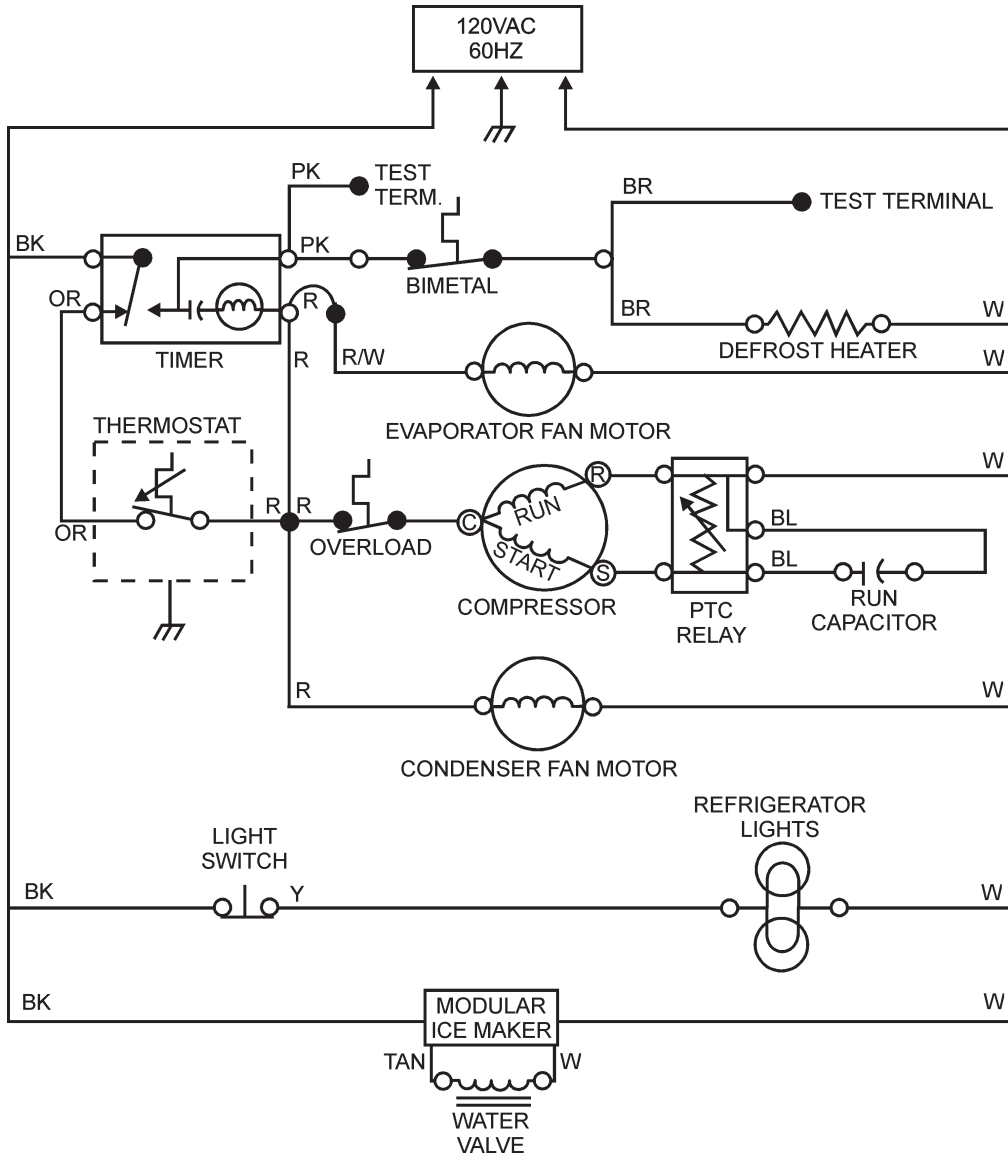 120VAC
60HZ
PK
TEST
TERM.
BR
TEST TERMINAL
BK
PK
BIMETAL
OR
R
BR
W
TIMER
R
R/W
DEFROST HEATER
W
EVAPORATOR FAN MOTOR
THERMOSTAT
W
R
RUN
OR
R
R
OVERLOAD
C
START
S
COMPRESSOR
BL
BL
PTC
RELAY
RUN
CAPACITOR
R
W
CONDENSER FAN MOTOR
REFRIGERATOR
LIGHTS
LIGHT
SWITCH
BK
Y
W
BK
MODULAR
ICE MAKER
W
TAN
W
WATER
VALVE